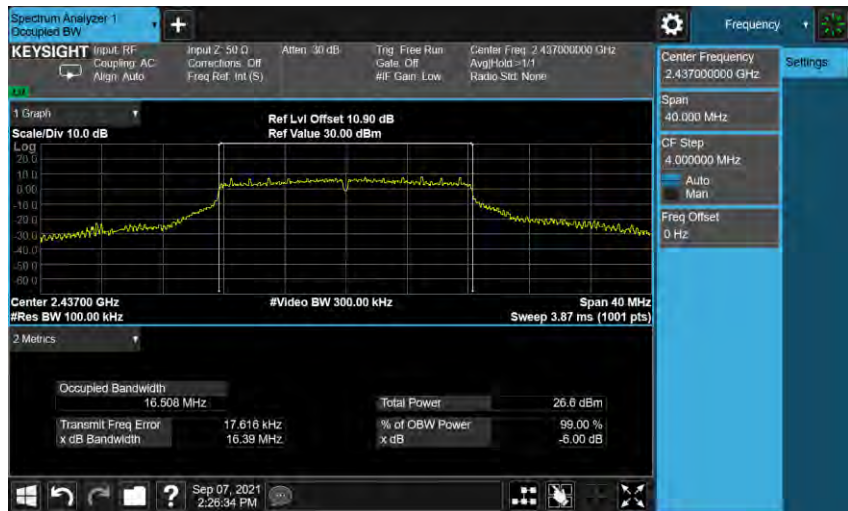 Spectrum Analyzer 1
Occupied BW
+
Frequency
KEYSIGHT Input: RF
Coupling: AC
Align: Auto
Input Z: 50 Ω
Corrections: Off
Freq Ref: Int (S)
Atten: 30 dB
Trig: Free Run
Gate: Off
#IF Gain: Low
Center Freq: 2.437000000 GHz
Avg|Hold:>1/1
Radio Std: None
Center Frequency
2.437000000 GHz
Settings
Span
40.000 MHz
CF Step
4.000000 MHz
Auto
Man
Freq Offset
0 Hz
1 Graph
Scale/Div 10.0 dB
Ref Lvl Offset 10.90 dB
Ref Value 30.00 dBm
Log
20.0
10.0
0.00
-10.0
-20.0
-30.0
-40.0
-50.0
-60.0
Center 2.43700 GHz
#Res BW 100.00 kHz
#Video BW 300.00 kHz
Span 40 MHz
Sweep 3.87 ms (1001 pts)
2 Metrics
Occupied Bandwidth
16.508 MHz
Total Power 26.6 dBm
Transmit Freq Error 17.616 kHz
% of OBW Power 99.00 %
x dB Bandwidth 16.39 MHz
x dB -6.00 dB
?
Sep 07, 2021
2:26:34 PM